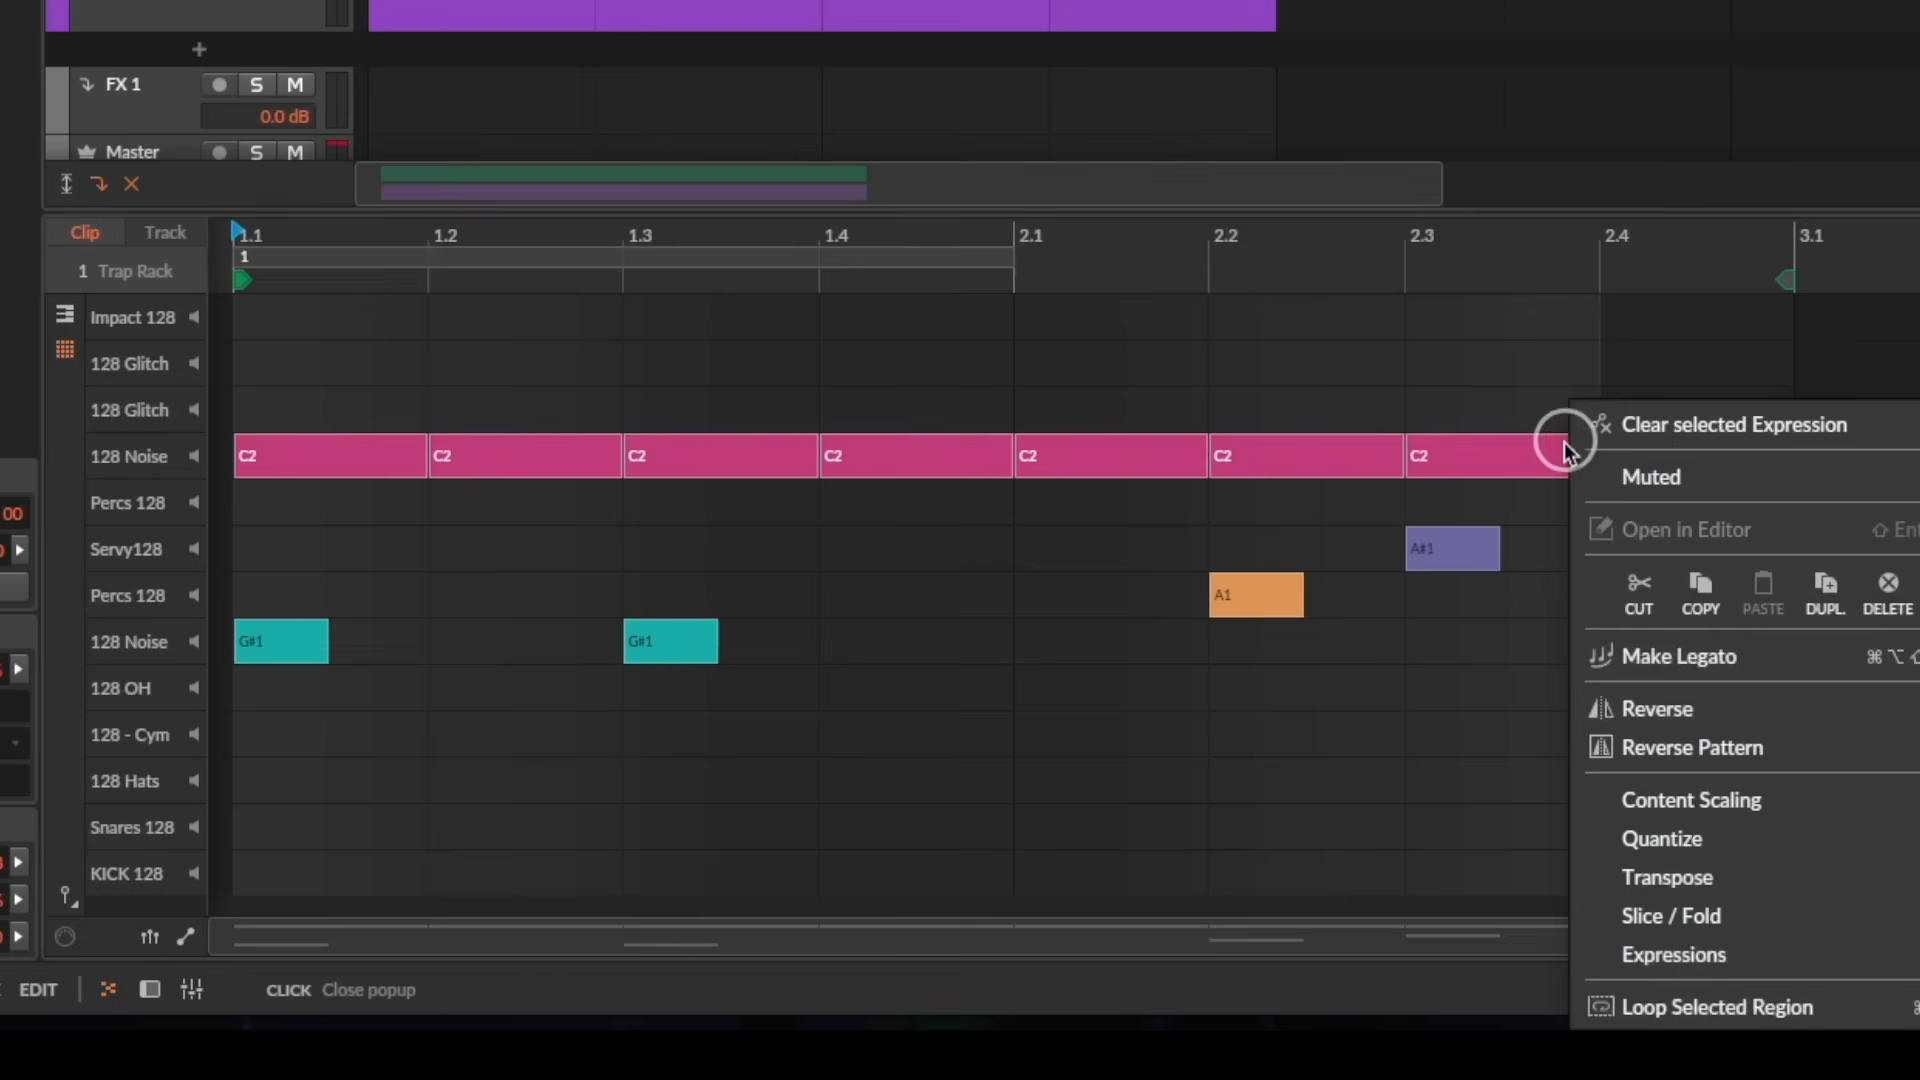 FX 1 S M
0.0 dB
Master S M
Clip Track 1.1 1.2 1.3 1.4 2.1 2.2 2.3 2.4 3.1
1
1 Trap Rack
Impact 128
128 Glitch
128 Glitch
128 Noise C2 C2 C2 C2 C2 C2 C2
Percs 128
Servy128 A#1
Percs 128 A1
128 Noise G#1 G#1
128 OH
128 - Cym
128 Hats
Snares 128
KICK 128
00
Clear selected Expression
Muted
Open in Editor
CUT COPY PASTE DUPL. DELETE
Make Legato ⌘⌥
Reverse
Reverse Pattern
Content Scaling
Quantize
Transpose
Slice / Fold
Expressions
Loop Selected Region
EDIT CLICK Close popup